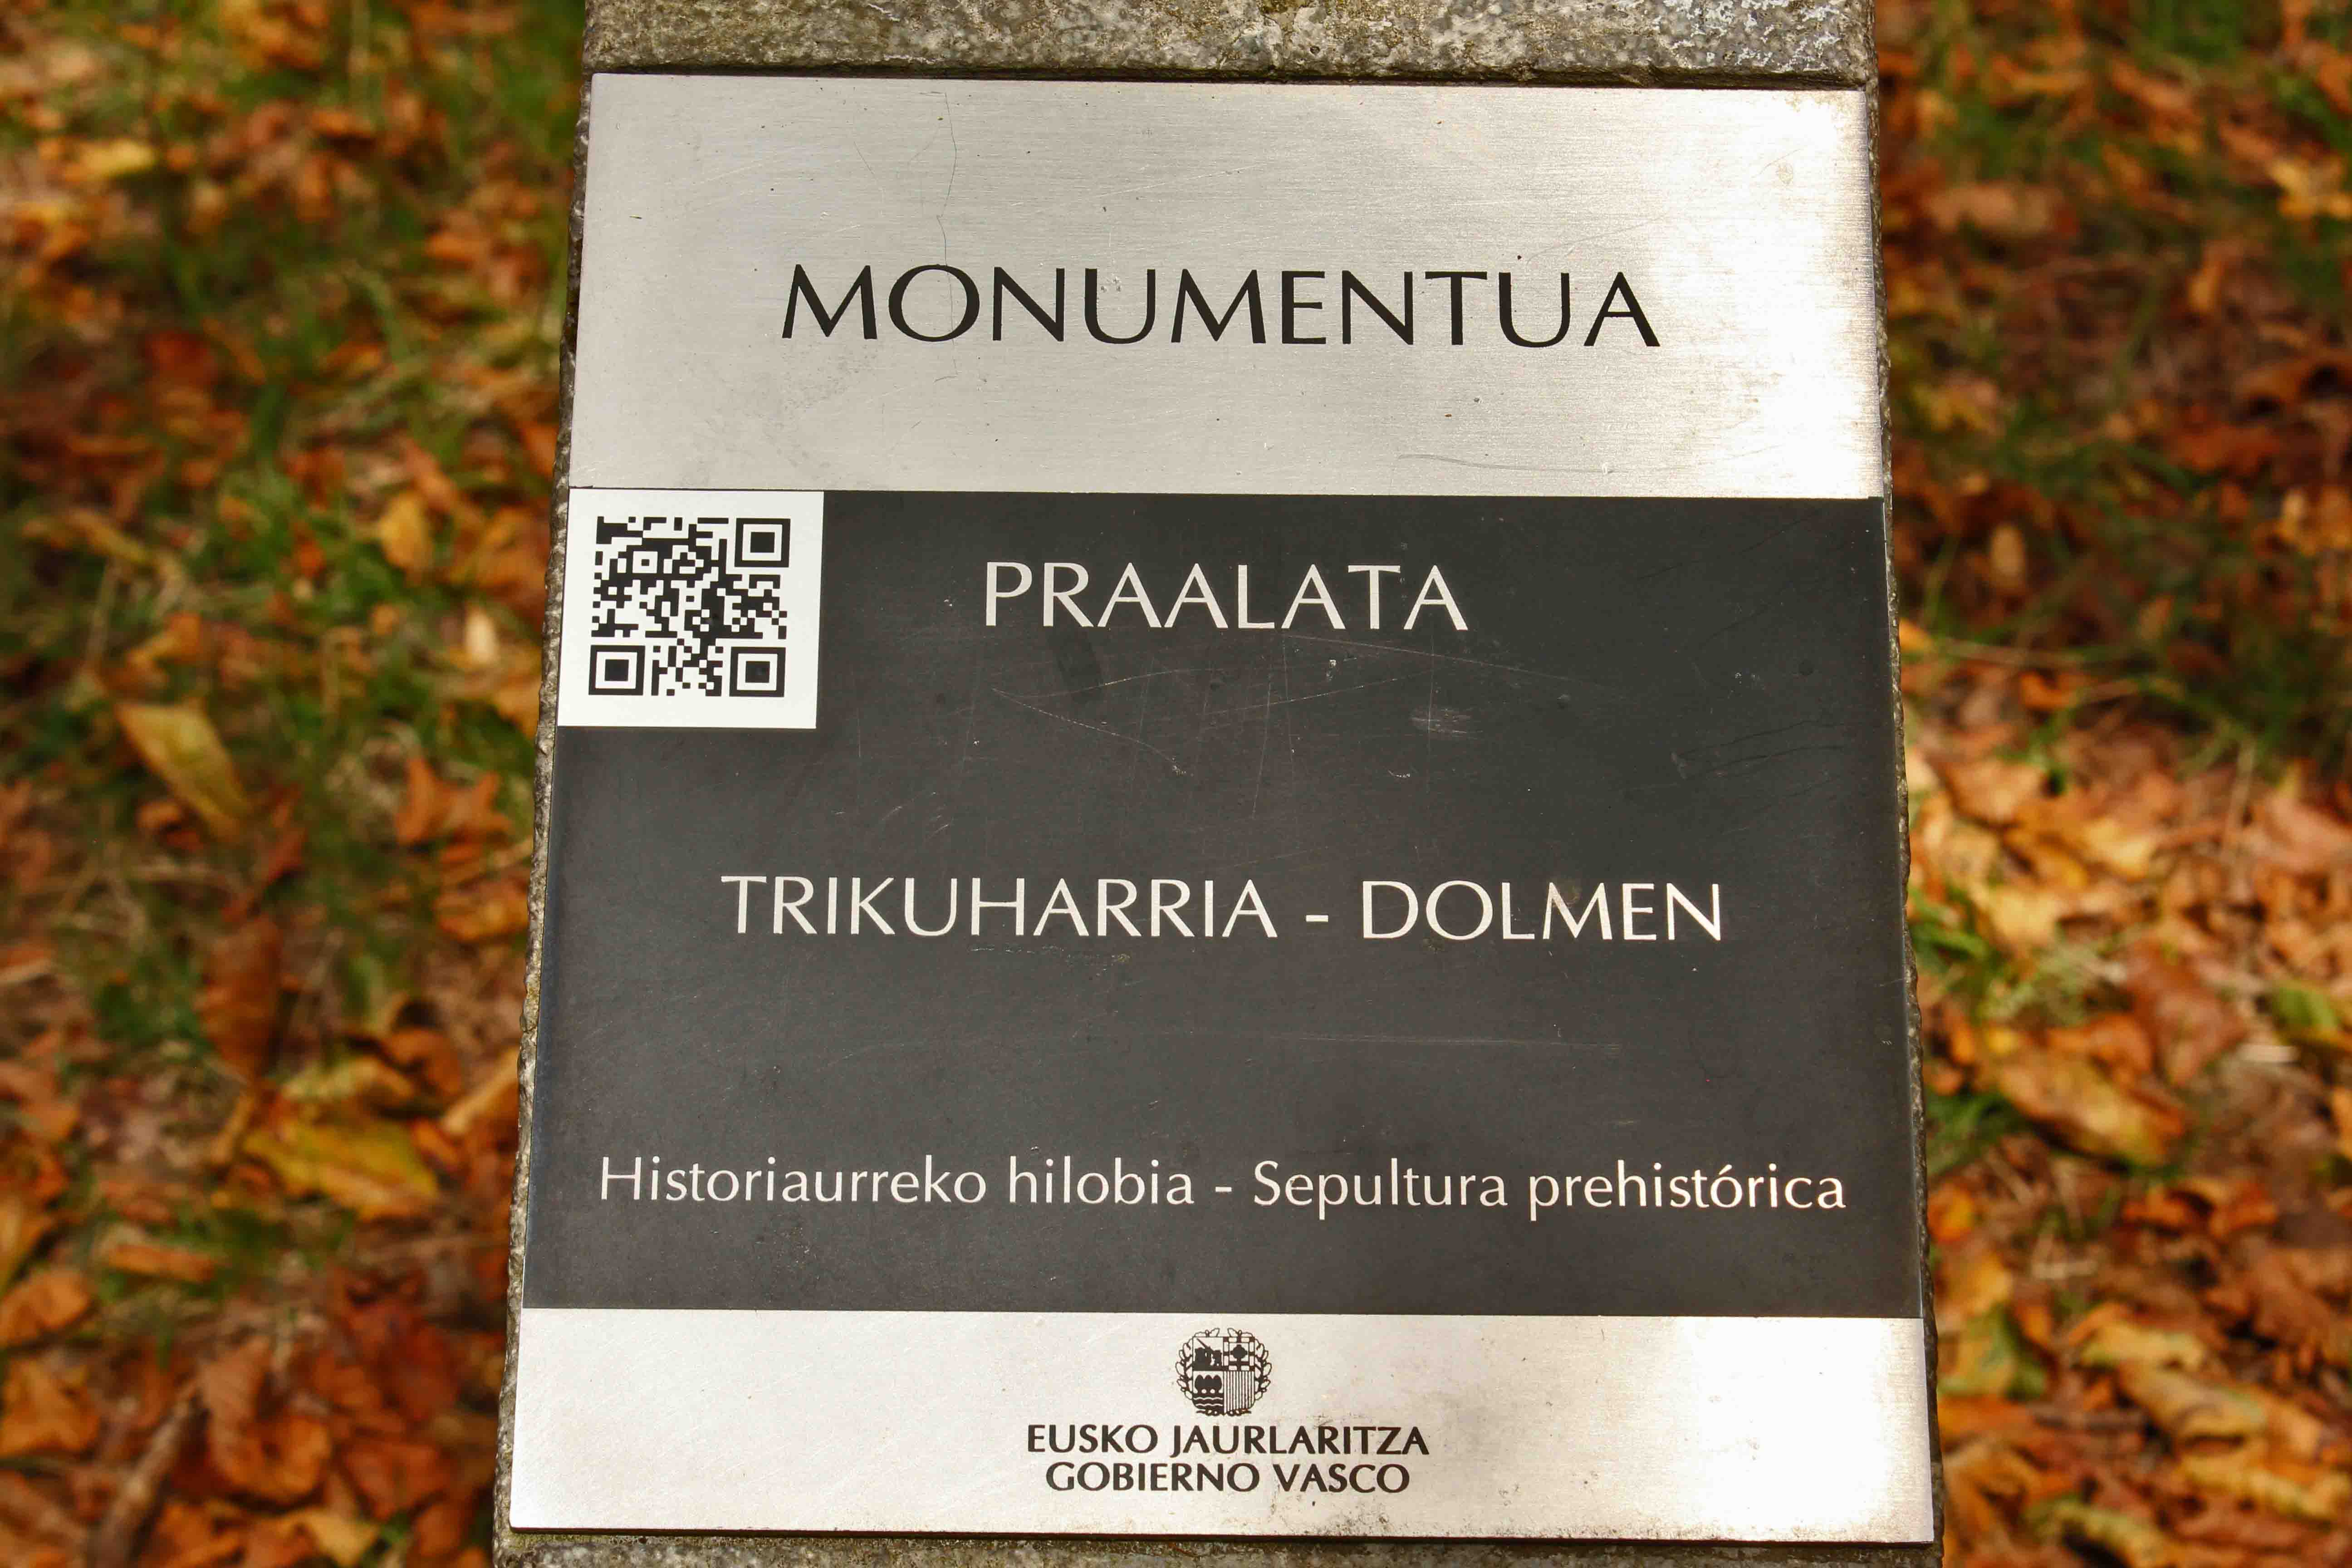 MONUMENTUA
PRAALATA
TRIKUHARRIA - DOLMEN
Historiaurreko hilobia - Sepultura prehistórica
EUSKO JAURLARITZA
GOBIERNO VASCO